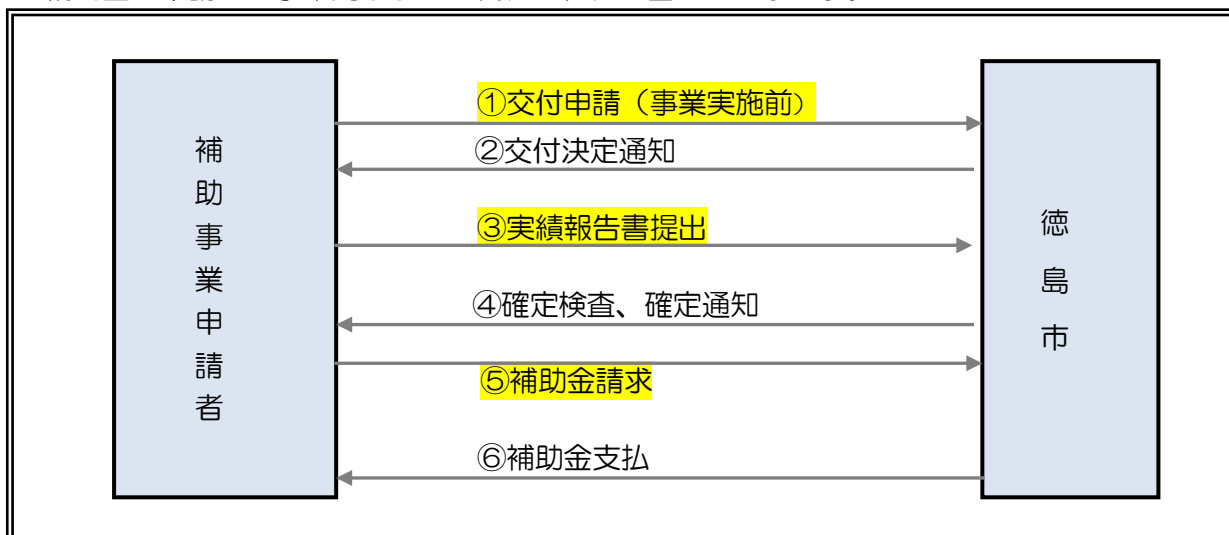 補助事業申請者
①交付申請（事業実施前）
②交付決定通知
③実績報告書提出
④確定検査、確定通知
⑤補助金請求
⑥補助金支払
徳島市